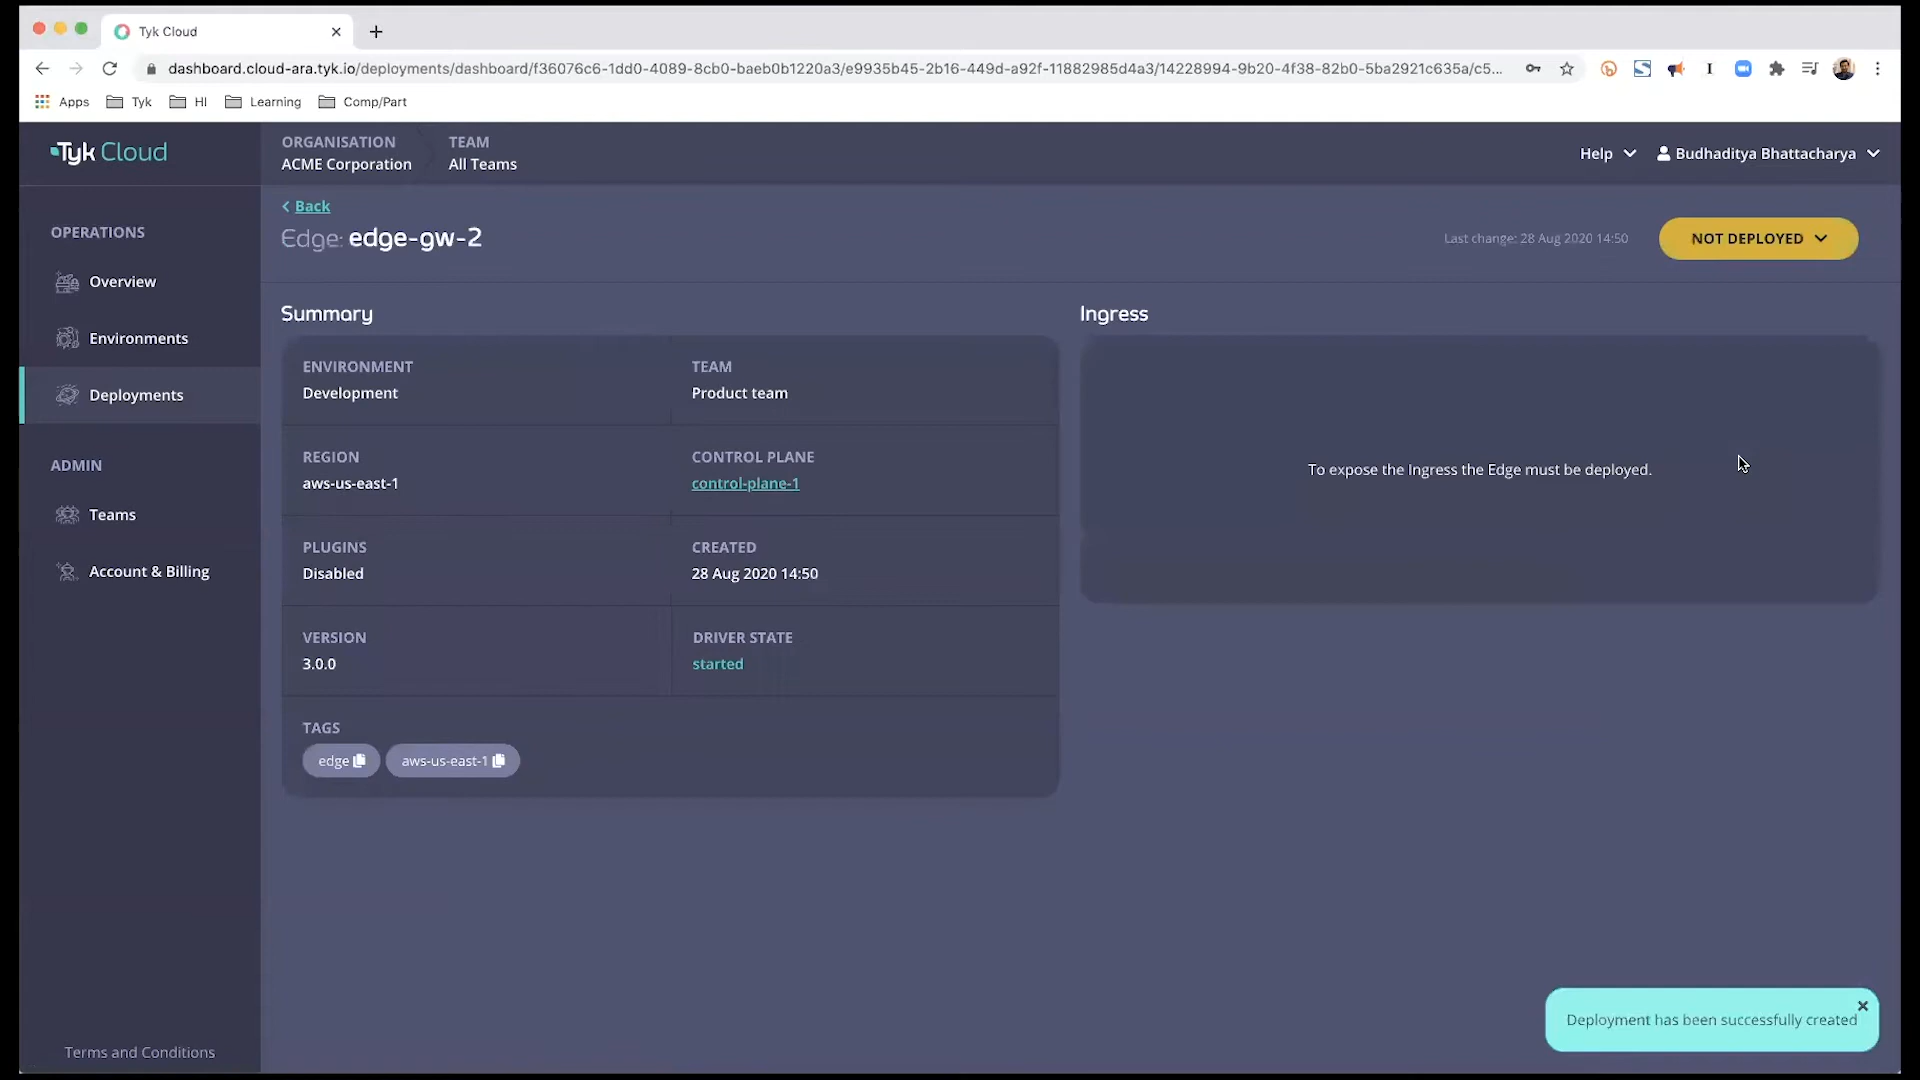 Tyk Cloud
dashboard.cloud-ara.tyk.io/deployments/dashboard/f36076c6-1dd0-4089-8cb0-baeb0b1220a3/e9935b45-2b16-449d-a92f-11882985d4a3/14228994-9b20-4f38-82b0-5ba2921c635a/c5...
Apps Tyk HI Learning Comp/Part
Tyk Cloud
ORGANISATION TEAM
ACME Corporation All Teams
Help Budhaditya Bhattacharya
OPERATIONS
Overview
Environments
Deployments
ADMIN
Teams
Account & Billing
Terms and Conditions
Back
Edge: edge-gw-2
Last change: 28 Aug 2020 14:50
NOT DEPLOYED
Summary
ENVIRONMENT
Development
TEAM
Product team
REGION
aws-us-east-1
CONTROL PLANE
control-plane-1
PLUGINS
Disabled
CREATED
28 Aug 2020 14:50
VERSION
3.0.0
DRIVER STATE
started
TAGS
edge aws-us-east-1
Ingress
To expose the Ingress the Edge must be deployed.
Deployment has been successfully created